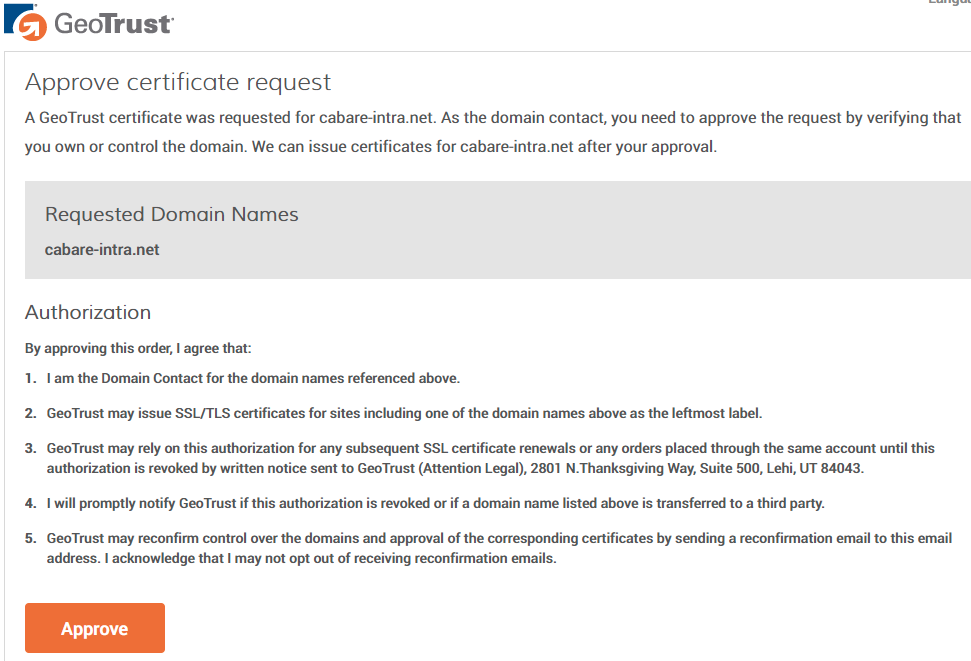 GeoTrust
Approve certificate request
A GeoTrust certificate was requested for cabare-intra.net. As the domain contact, you need to approve the request by verifying that
you own or control the domain. We can issue certificates for cabare-intra.net after your approval.
Requested Domain Names
cabare-intra.net
Authorization
By approving this order, I agree that:
1. I am the Domain Contact for the domain names referenced above.
2. GeoTrust may issue SSL/TLS certificates for sites including one of the domain names above as the leftmost label.
3. GeoTrust may rely on this authorization for any subsequent SSL certificate renewals or any orders placed through the same account until this
authorization is revoked by written notice sent to GeoTrust (Attention Legal), 2801 N.Thanksgiving Way, Suite 500, Lehi, UT 84043.
4. I will promptly notify GeoTrust if this authorization is revoked or if a domain name listed above is transferred to a third party.
5. GeoTrust may reconfirm control over the domains and approval of the corresponding certificates by sending a reconfirmation email to this email
address. I acknowledge that I may not opt out of receiving reconfirmation emails.
Approve